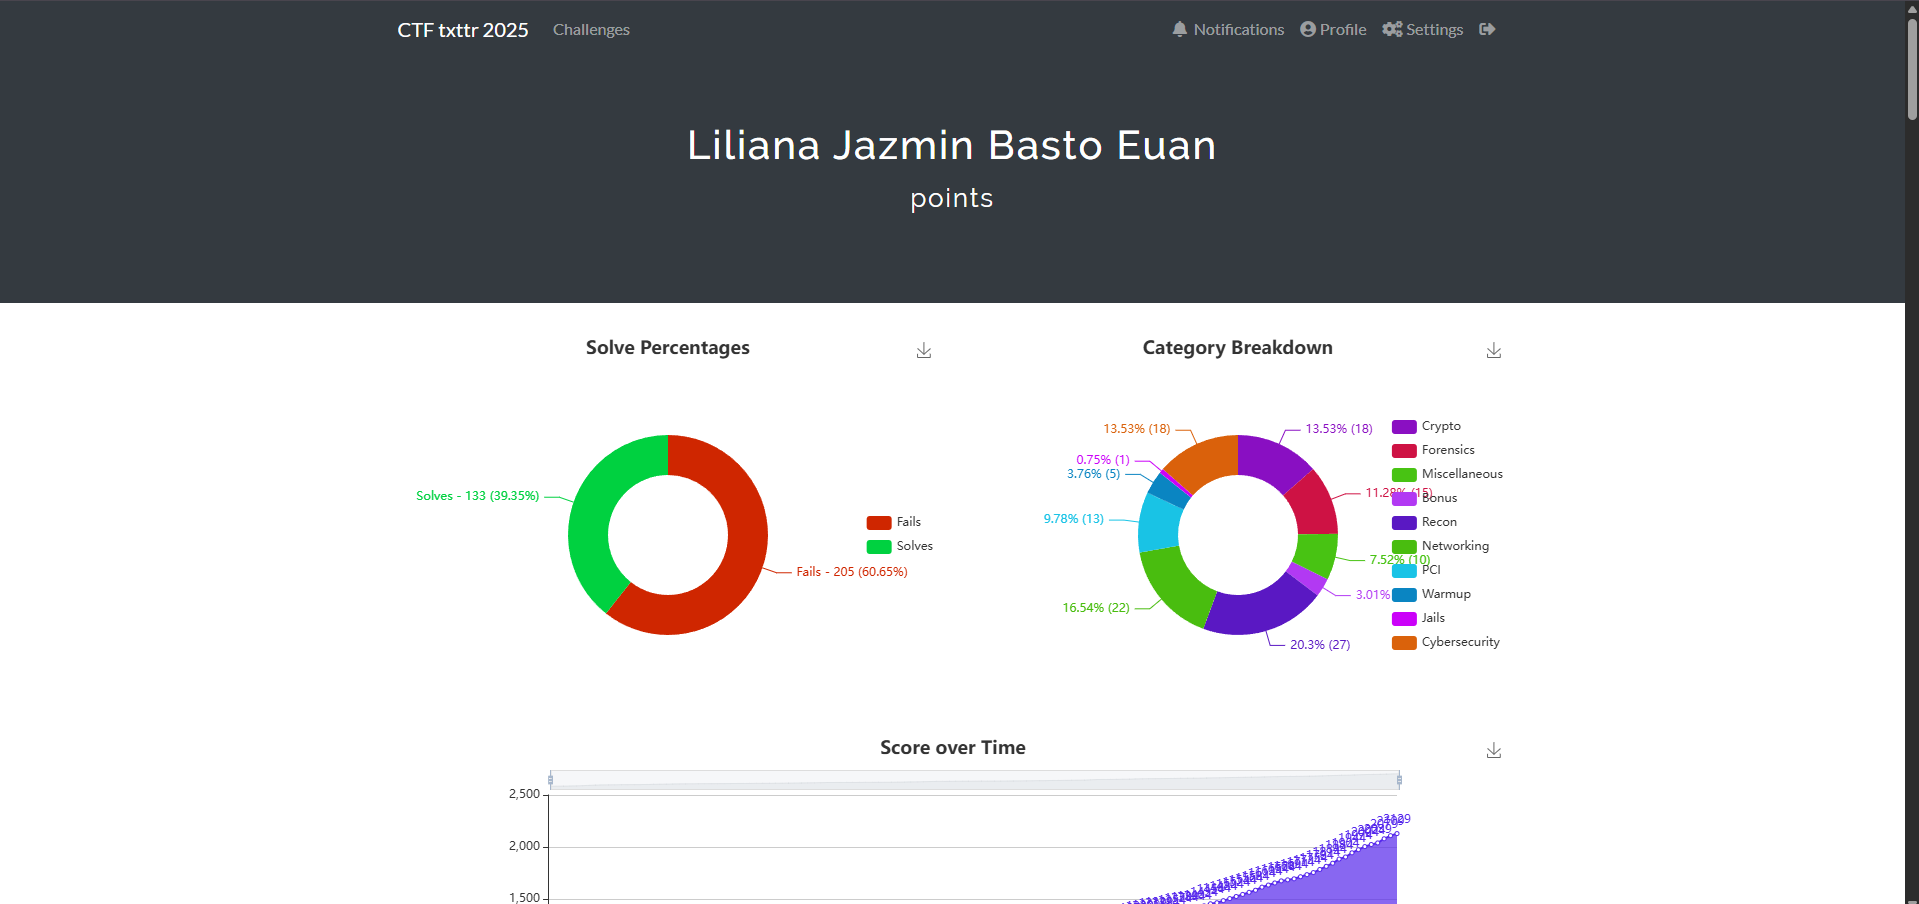 CTF txttr 2025 Challenges Notifications Profile Settings
Liliana Jazmin Basto Euan
points
Solve Percentages
Solves - 133 (39.35%)
Fails - 205 (60.65%)
Fails
Solves
Category Breakdown
13.53% (18)
13.53% (18)
0.75% (1)
3.76% (5)
11.28% (15)
9.78% (13)
7.52% (10)
3.01%
16.54% (22)
20.3% (27)
Crypto
Forensics
Miscellaneous
Bonus
Recon
Networking
PCI
Warmup
Jails
Cybersecurity
Score over Time
2,500
2,000
1,500
2129